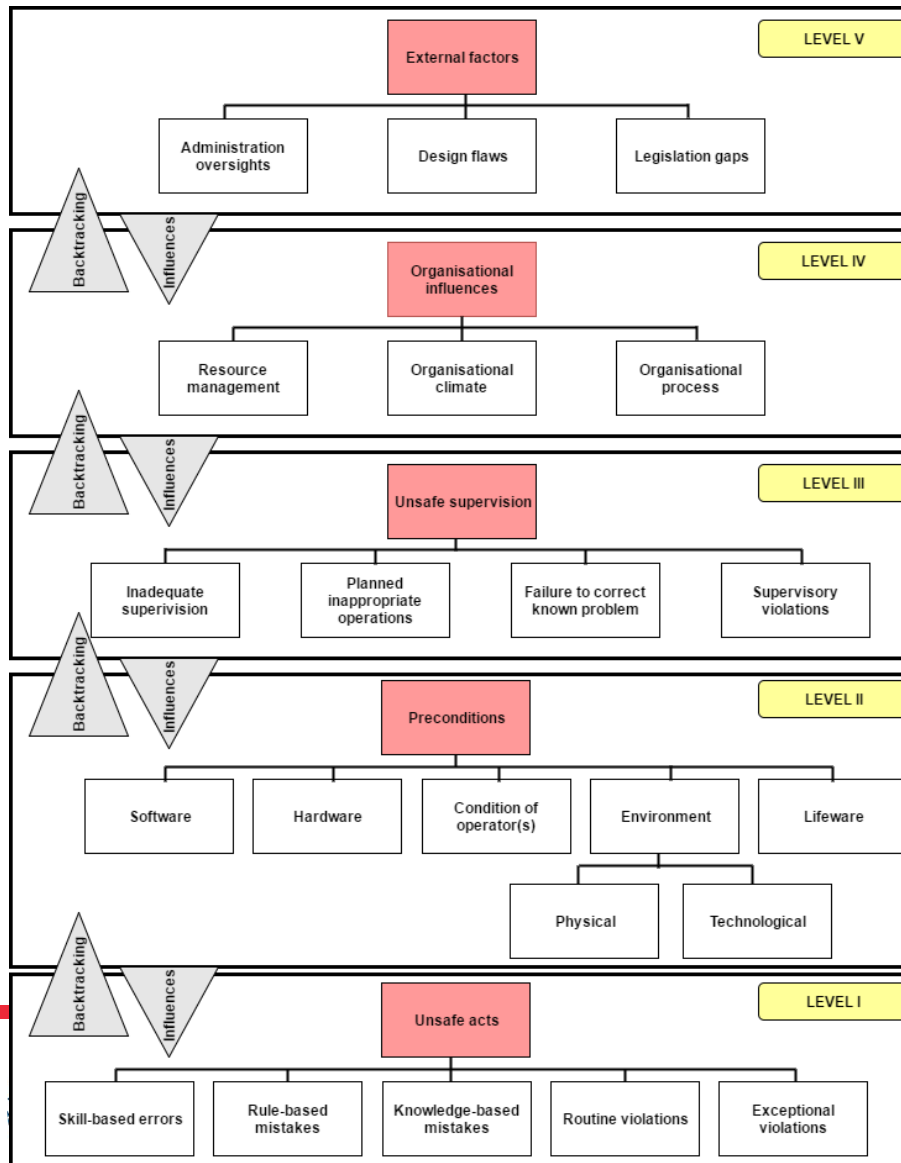 LEVEL V
External factors
Administration
oversights
Design flaws
Legislation gaps
Backtracking
Influences
LEVEL IV
Organisational
influences
Resource
management
Organisational
climate
Organisational
process
Backtracking
Influences
LEVEL III
Unsafe supervision
Inadequate
superivision
Planned
inappropriate
operations
Failure to correct
known problem
Supervisory
violations
Backtracking
Influences
LEVEL II
Preconditions
Software
Hardware
Condition of
operator(s)
Environment
Lifeware
Physical
Technological
Backtracking
Influences
LEVEL I
Unsafe acts
Skill-based errors
Rule-based
mistakes
Knowledge-based
mistakes
Routine violations
Exceptional
violations